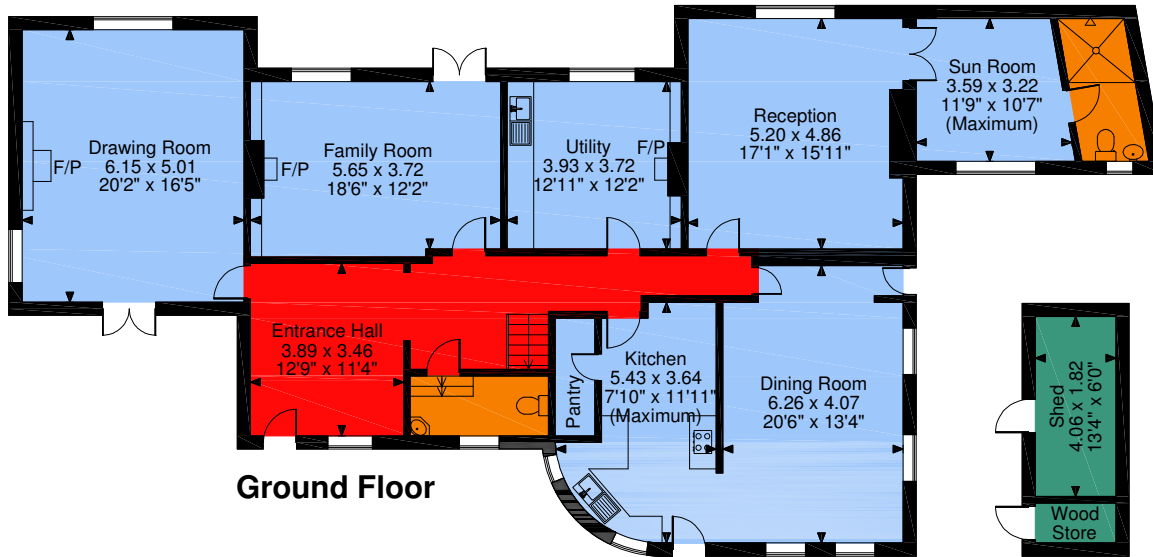 Drawing Room
6.15 x 5.01
20'2" x 16'5"
F/P
Family Room
5.65 x 3.72
18'6" x 12'2"
F/P
Utility
3.93 x 3.72
12'11" x 12'2"
F/P
Reception
5.20 x 4.86
17'1" x 15'11"
Sun Room
3.59 x 3.22
11'9" x 10'7"
(Maximum)
Entrance Hall
3.89 x 3.46
12'9" x 11'4"
Pantry
Kitchen
5.43 x 3.64
7'10" x 11'11"
(Maximum)
Dining Room
6.26 x 4.07
20'6" x 13'4"
Shed
4.06 x 1.82
13'4" x 6'0"
Wood
Store
Ground Floor